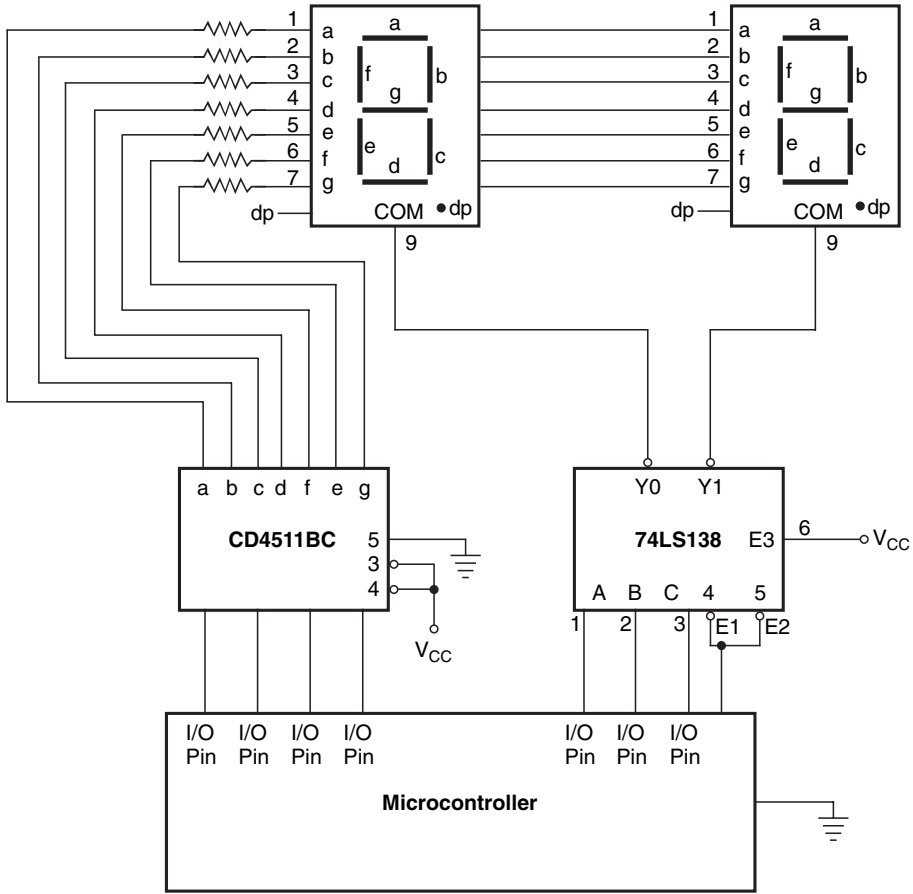 1 a a 1 a a
2 b 2 b
3 c f b 3 c f b
4 d g 4 d g
5 e 5 e
6 f e c 6 f e c
7 g d 7 g d
dp COM dp dp COM dp
9 9
a b c d f e g Y0 Y1
CD4511BC 5 74LS138 E3 6 VCC
3
4 A B C 4 5
1 2 3 E1 E2
VCC
I/O Pin I/O Pin I/O Pin I/O Pin I/O Pin I/O Pin I/O Pin
Microcontroller